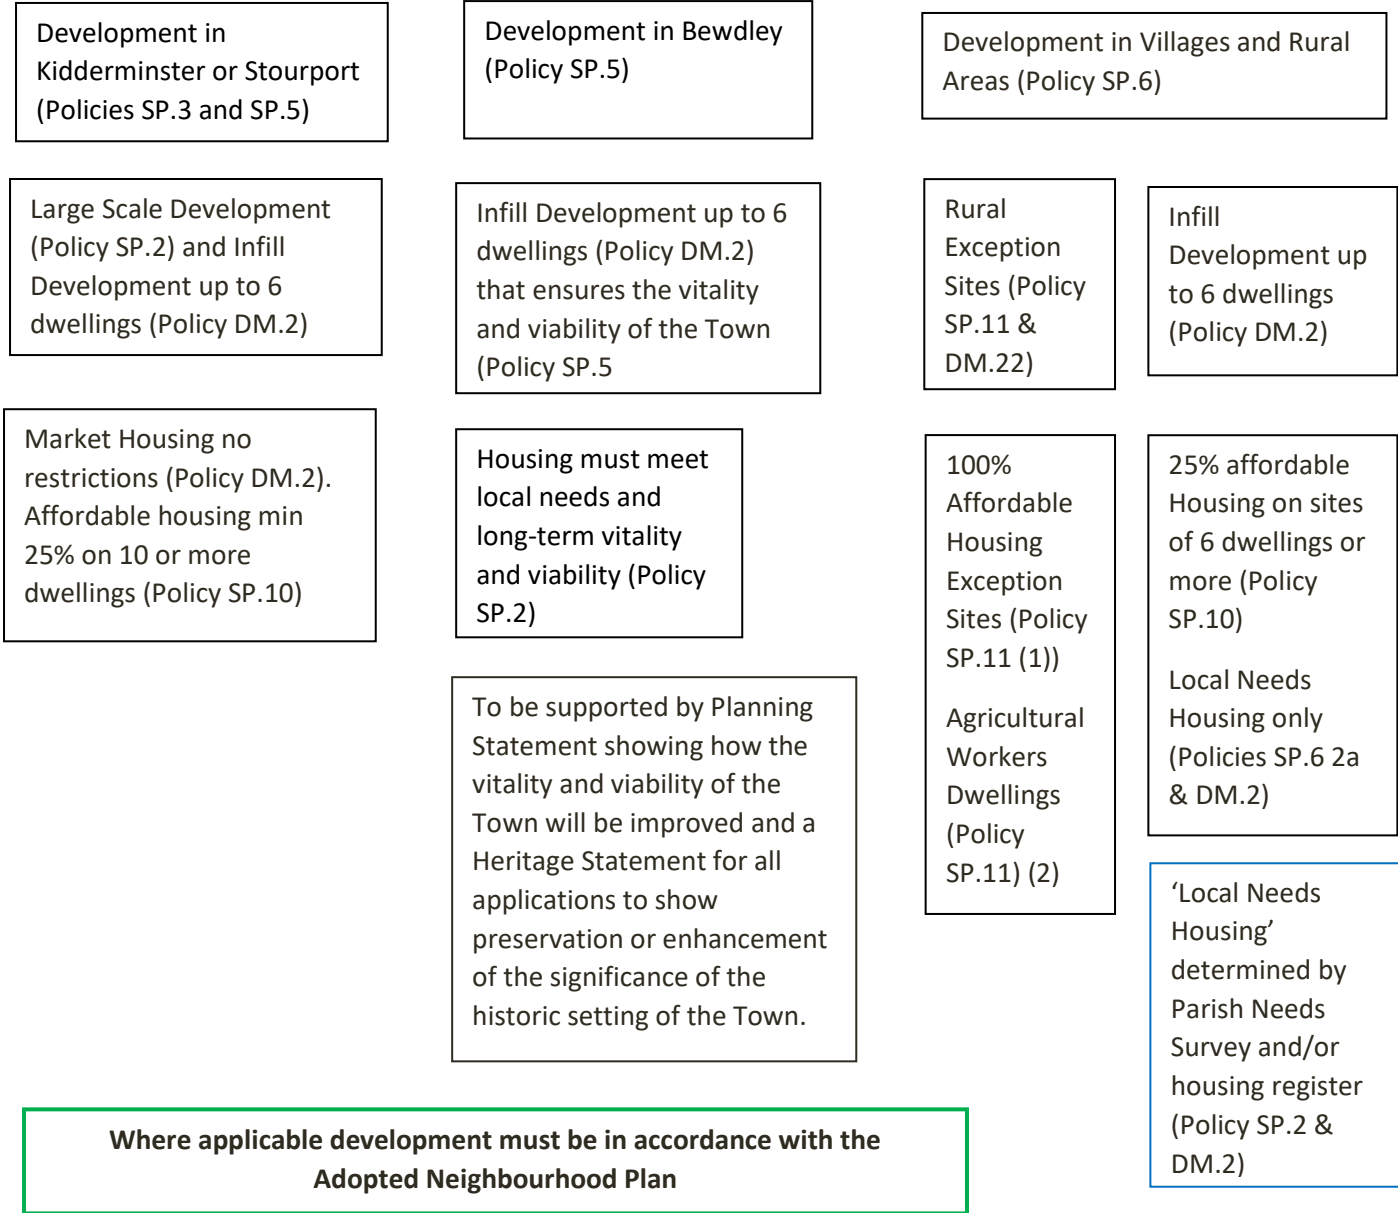 Development in
Kidderminster or Stourport
(Policies SP.3 and SP.5)
Development in Bewdley
(Policy SP.5)
Development in Villages and Rural
Areas (Policy SP.6)
Large Scale Development
(Policy SP.2) and Infill
Development up to 6
dwellings (Policy DM.2)
Infill Development up to 6
dwellings (Policy DM.2)
that ensures the vitality
and viability of the Town
(Policy SP.5
Rural
Exception
Sites (Policy
SP.11 &
DM.22)
Infill
Development up
to 6 dwellings
(Policy DM.2)
Market Housing no
restrictions (Policy DM.2).
Affordable housing min
25% on 10 or more
dwellings (Policy SP.10)
Housing must meet
local needs and
long-term vitality
and viability (Policy
SP.2)
100%
Affordable
Housing
Exception
Sites (Policy
SP.11 (1))
Agricultural
Workers
Dwellings
(Policy
SP.11) (2)
25% affordable
Housing on sites
of 6 dwellings or
more (Policy
SP.10)
Local Needs
Housing only
(Policies SP.6 2a
& DM.2)
To be supported by Planning
Statement showing how the
vitality and viability of the
Town will be improved and a
Heritage Statement for all
applications to show
preservation or enhancement
of the significance of the
historic setting of the Town.
‘Local Needs
Housing’
determined by
Parish Needs
Survey and/or
housing register
(Policy SP.2 &
DM.2)
Where applicable development must be in accordance with the
Adopted Neighbourhood Plan